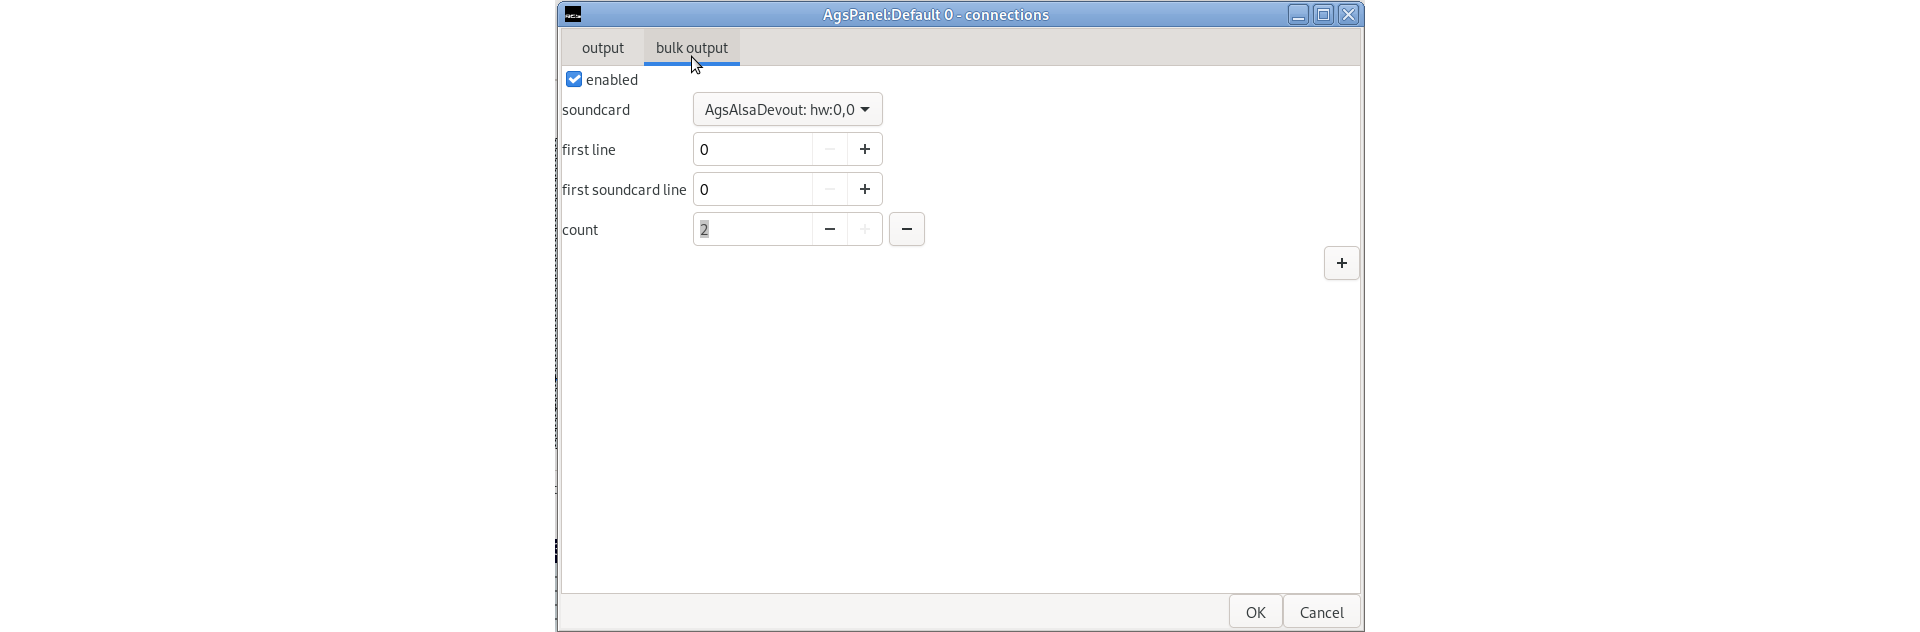 AgsPanel:Default 0 - connections
output bulk output
enabled
soundcard AgsAlsaDevout: hw:0,0
first line 0 − +
first soundcard line 0 − +
count 2 − + −
+
OK Cancel